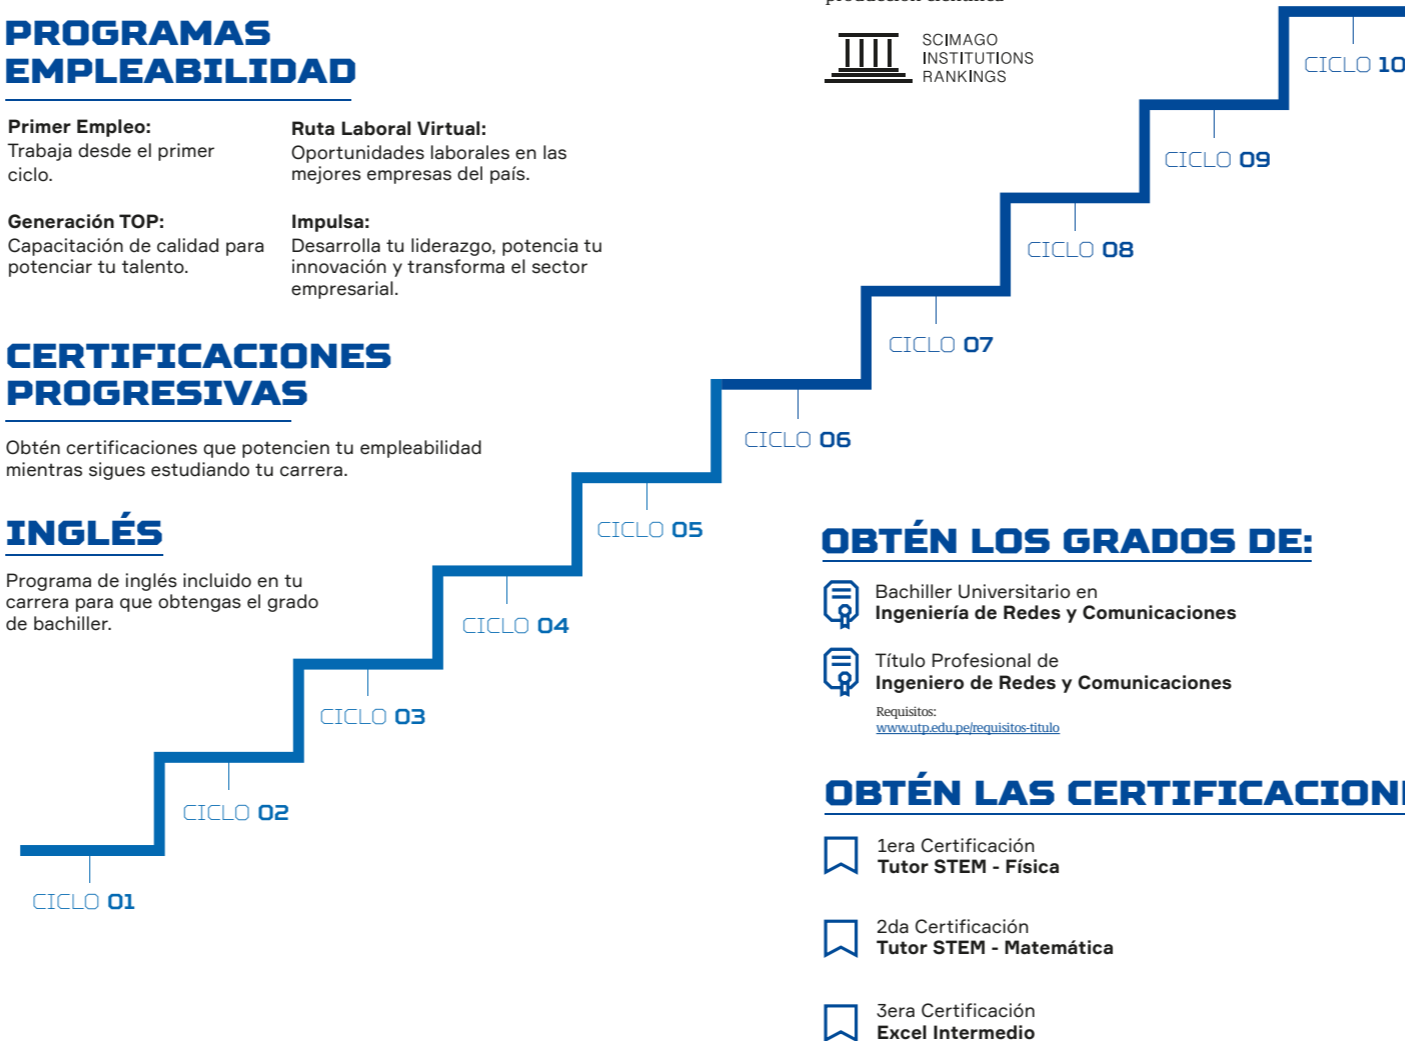 PROGRAMAS
EMPLEABILIDAD
Primer Empleo:
Trabaja desde el primer
ciclo.
Ruta Laboral Virtual:
Oportunidades laborales en las
mejores empresas del país.
Generación TOP:
Capacitación de calidad para
potenciar tu talento.
Impulsa:
Desarrolla tu liderazgo, potencia tu
innovación y transforma el sector
empresarial.
CERTIFICACIONES
PROGRESIVAS
Obtén certificaciones que potencien tu empleabilidad
mientras sigues estudiando tu carrera.
INGLÉS
Programa de inglés incluido en tu
carrera para que obtengas el grado
de bachiller.
CICLO 01
CICLO 02
CICLO 03
CICLO 04
CICLO 05
CICLO 06
CICLO 07
CICLO 08
CICLO 09
CICLO 10
producción científica
SCIMAGO
INSTITUTIONS
RANKINGS
OBTÉN LOS GRADOS DE:
Bachiller Universitario en
Ingeniería de Redes y Comunicaciones
Título Profesional de
Ingeniero de Redes y Comunicaciones
Requisitos:
www.utp.edu.pe/requisitos-titulo
OBTÉN LAS
1era Certificación
Tutor STEM - Física
2da Certificación
Tutor STEM - Matemática
3era Certificación
Excel Intermedio